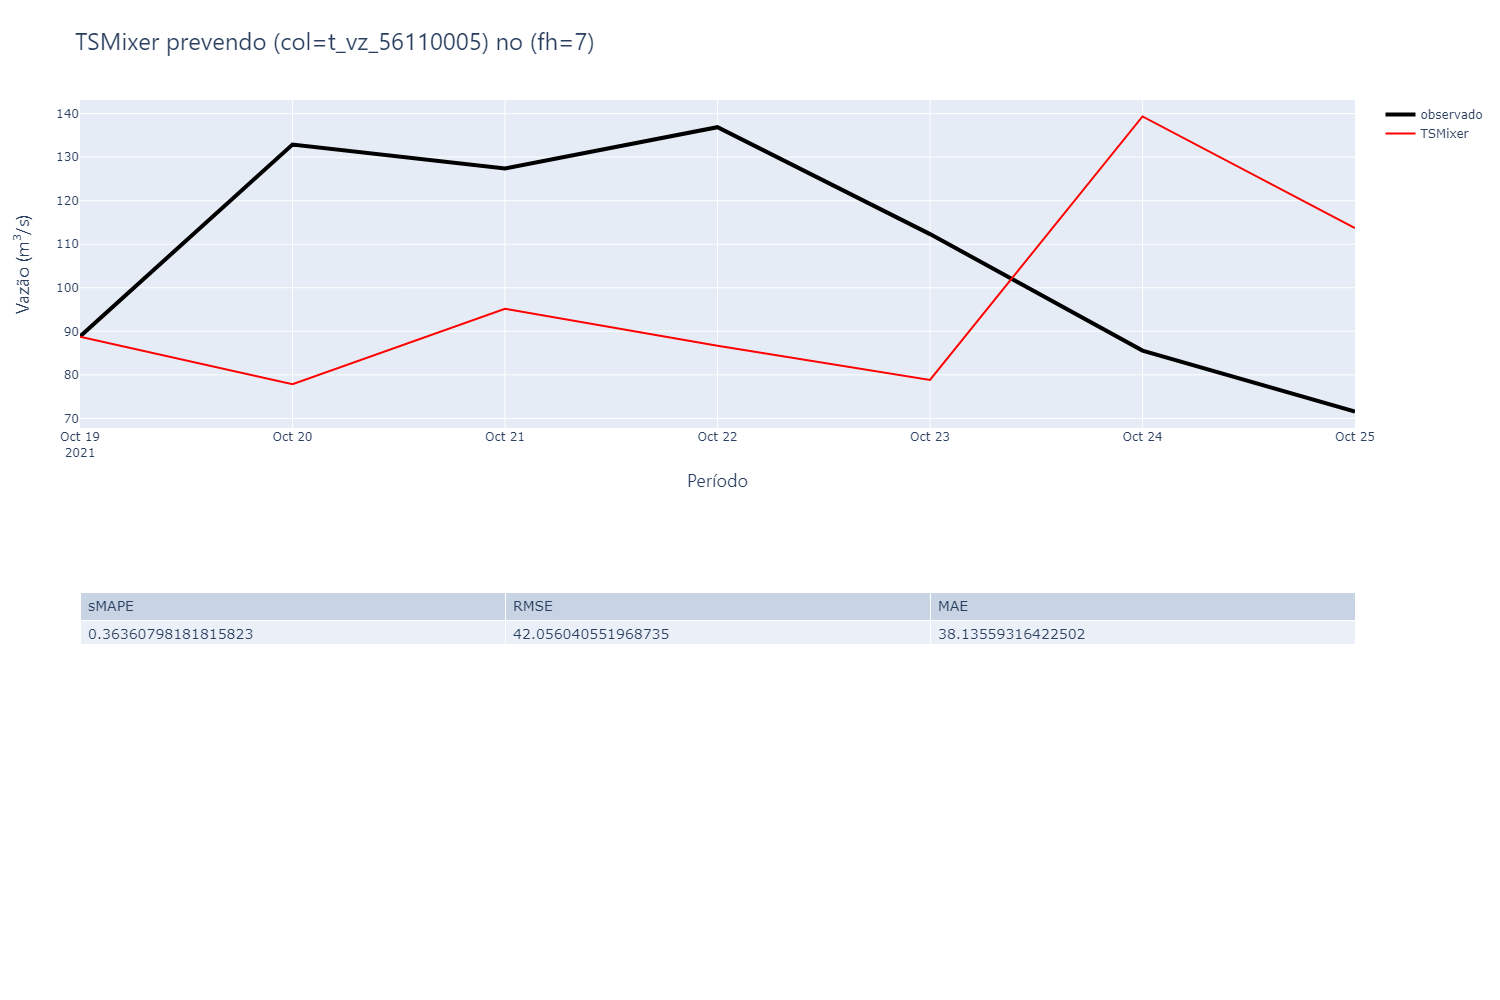 TSMixer prevendo (col=t_vz_56110005) no (fh=7)
observado
TSMixer
Vazão (m³/s)
140
130
120
110
100
90
80
70
Oct 19 Oct 20 Oct 21 Oct 22 Oct 23 Oct 24 Oct 25
2021
Período
sMAPE RMSE MAE
0.36360798181815823 42.056040551968735 38.13559316422502